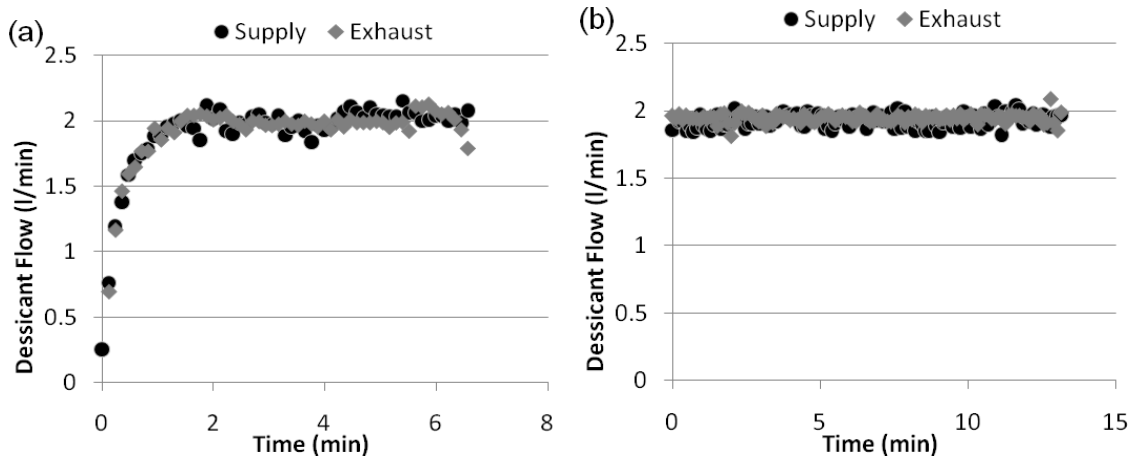 (a)
Supply Exhaust
Dessicant Flow (l/min)
2.5
2
1.5
1
0.5
0
0 2 4 6 8
Time (min)
(b)
Supply Exhaust
Dessicant Flow (l/min)
2.5
2
1.5
1
0.5
0
0 5 10 15
Time (min)